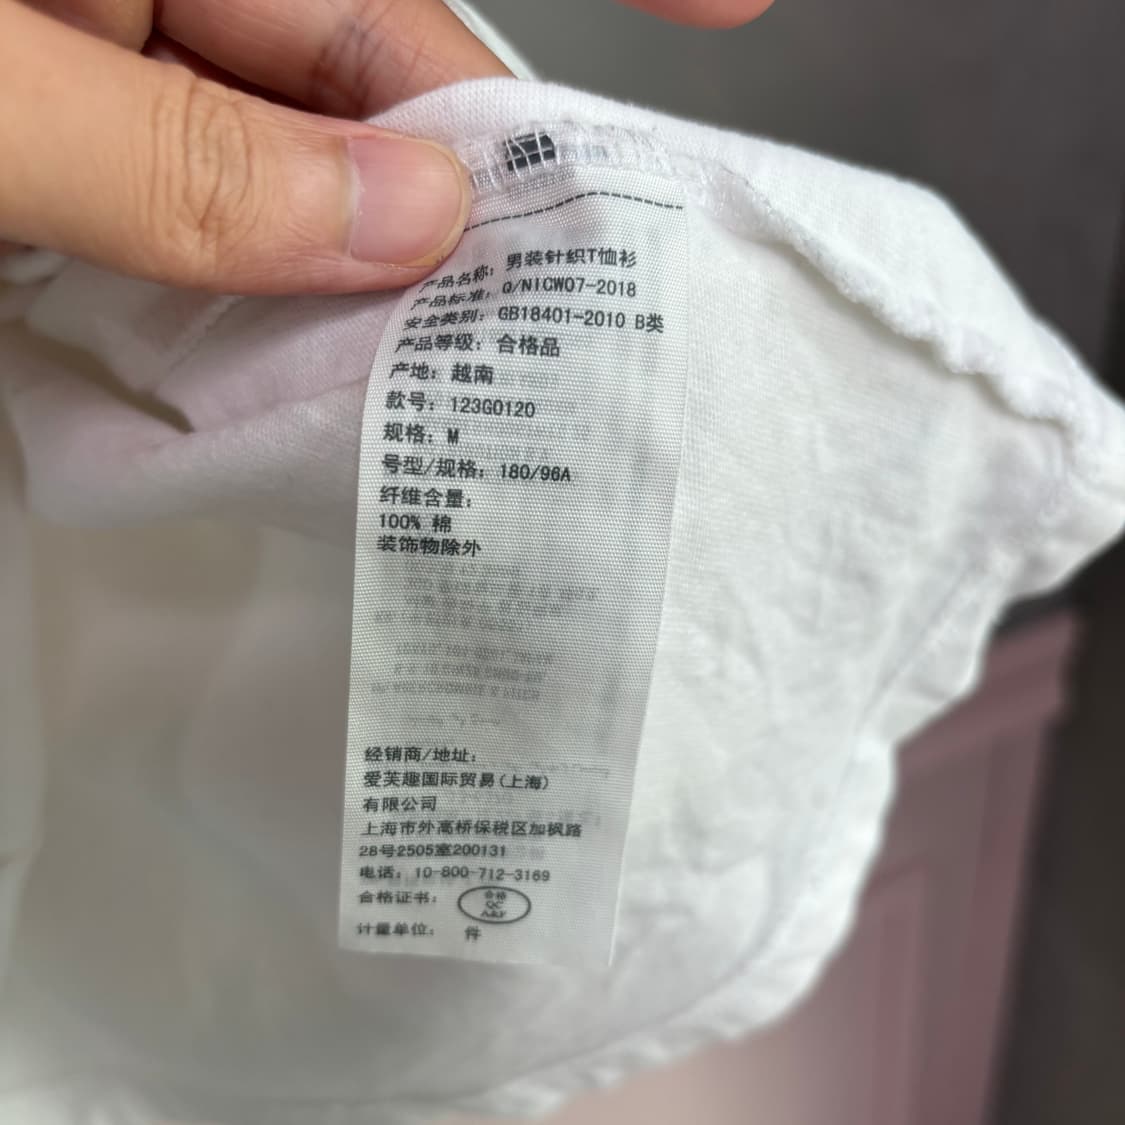 产品名称：男装针织T恤衫
产品标准：Q/NICW07-2018
安全类别：GB18401-2010 B类
产品等级：合格品
产地：越南
款号：123G0120
规格：M
号型/规格：180/96A
纤维含量：
100% 棉
装饰物除外
经销商/地址：
爱芙趣国际贸易(上海)
有限公司
上海市外高桥保税区加枫路
28号2505室200131
电话：10-800-712-3169
合格证书：
合格
QC
A&F
计量单位： 件